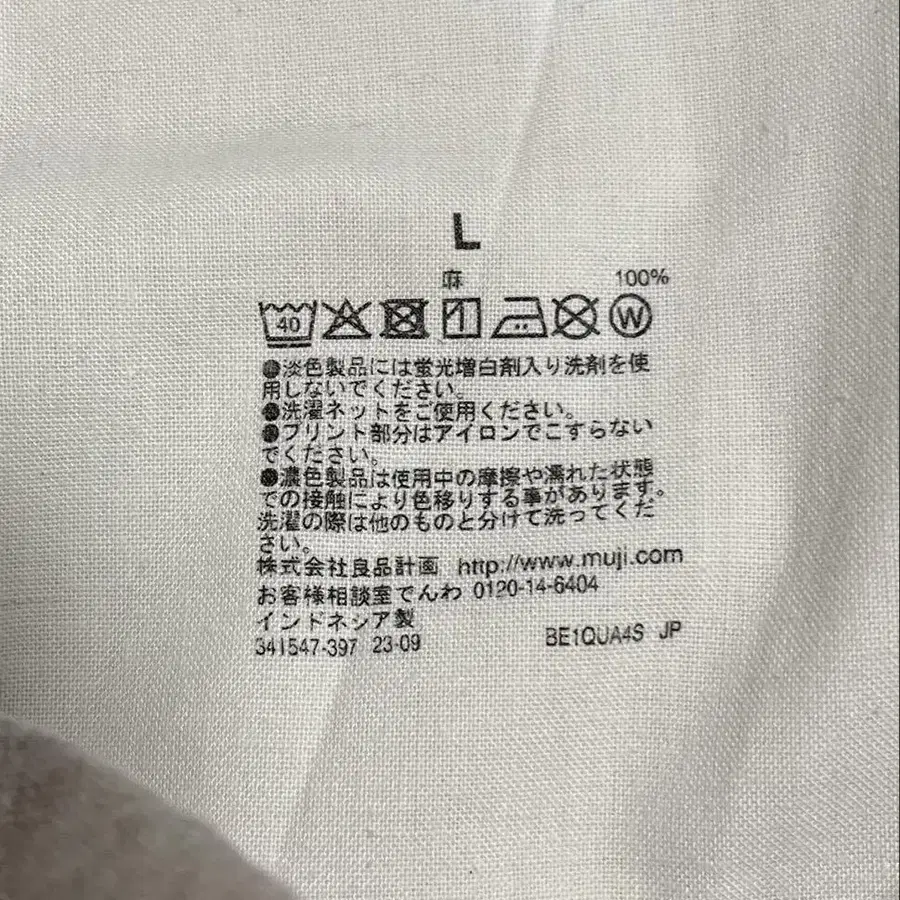 L
麻 100%
40 W
●淡色製品には蛍光増白剤入り洗剤を使
用しないでください。
●洗濯ネットをご使用ください。
●プリント部分はアイロンでこすらない
でください。
●濃色製品は使用中の摩擦や濡れた状態
での接触により色移りする事があります。
洗濯の際は他のものと分けて洗ってくだ
さい。
株式会社良品計画 http://www.muji.com
お客様相談室でんわ 0120-14-6404
インドネシア製
341547-397 23-09 BE1QUA4S JP